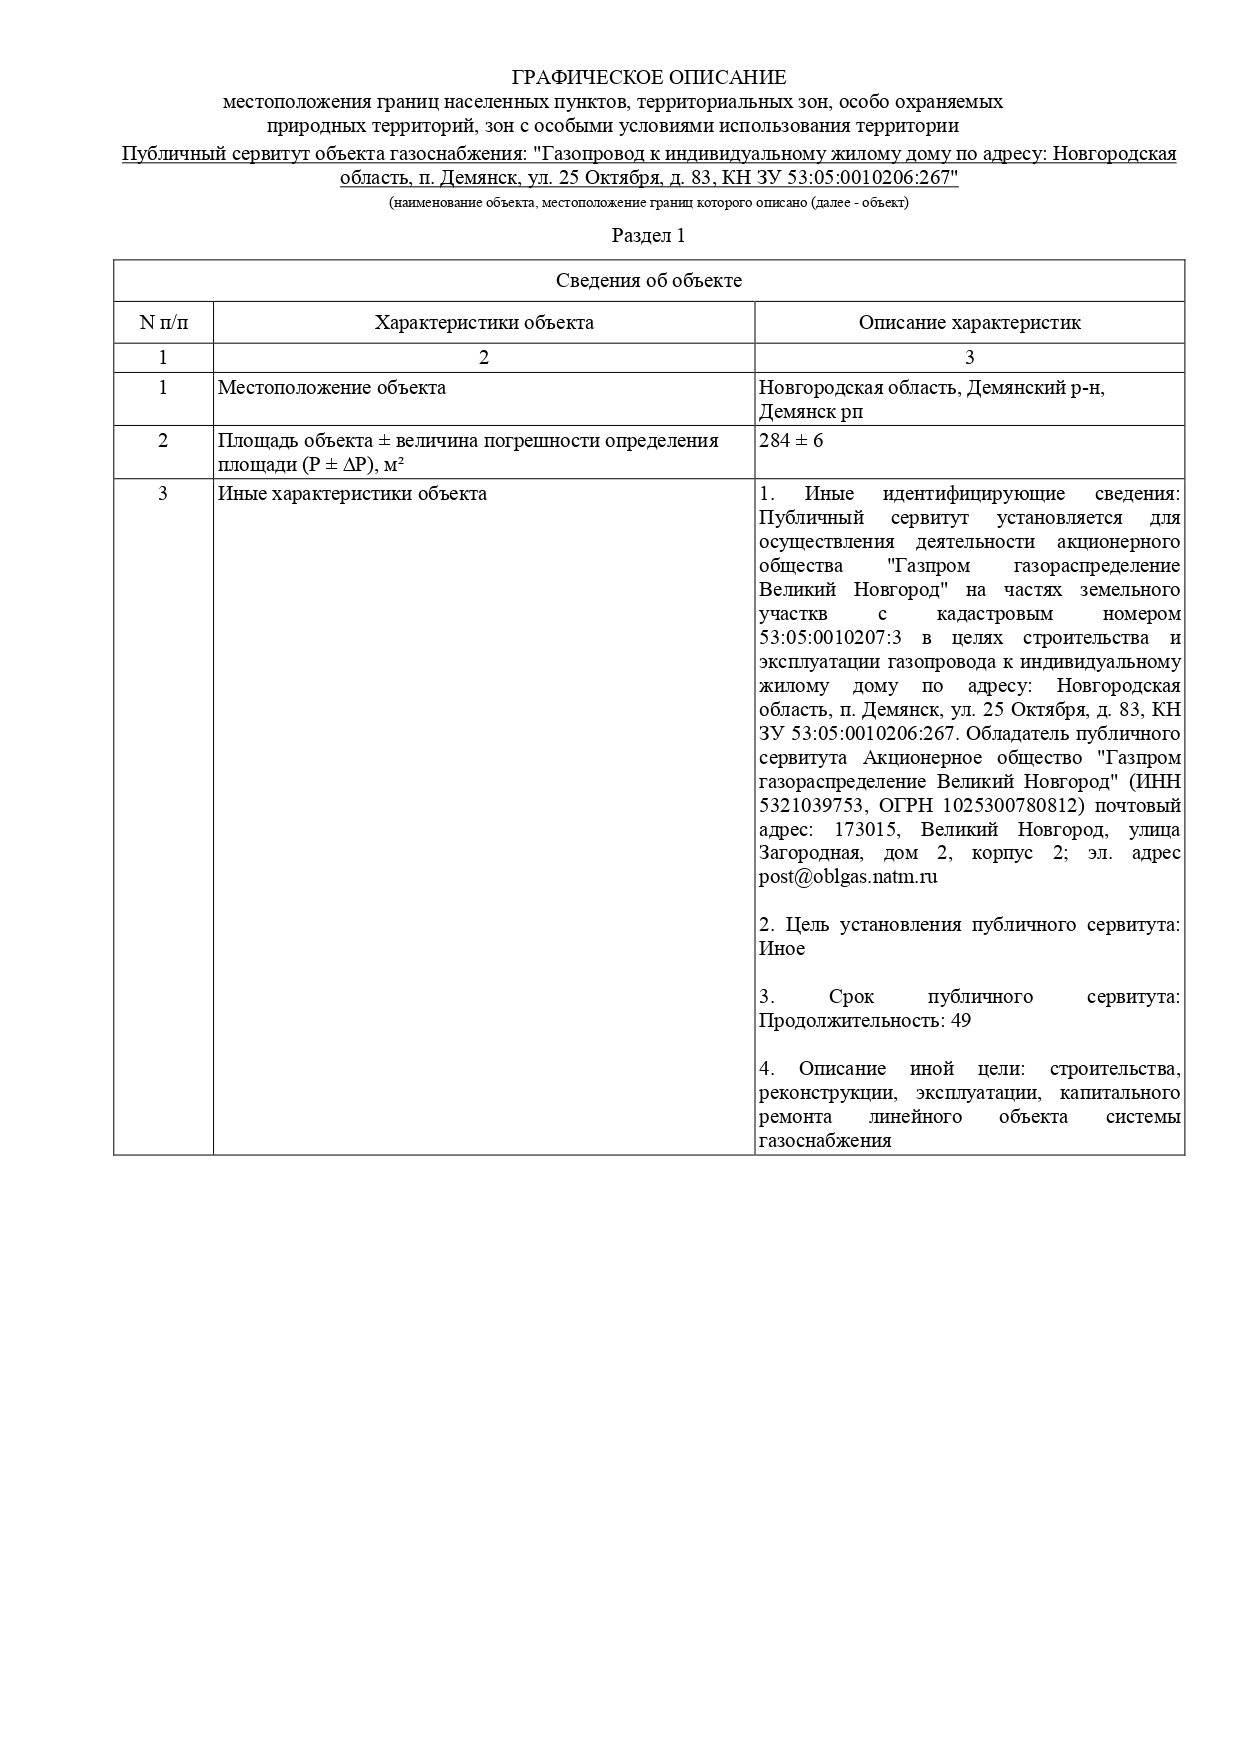 ГРАФИЧЕСКОЕ ОПИСАНИЕ
местоположения границ населенных пунктов, территориальных зон, особо охраняемых
природных территорий, зон с особыми условиями использования территории
Публичный сервитут объекта газоснабжения: "Газопровод к индивидуальному жилому дому по адресу: Новгородская
область, п. Демянск, ул. 25 Октября, д. 83, КН ЗУ 53:05:0010206:267"
(наименование объекта, местоположение границ которого описано (далее - объект)
Раздел 1
Сведения об объекте
N п/п Характеристики объекта Описание характеристик
1 2 3
1 Местоположение объекта Новгородская область, Демянский р-н,
Демянск рп
2 Площадь объекта ± величина погрешности определения 284 ± 6
площади (P ± ∆P), м²
3 Иные характеристики объекта 1. Иные идентифицирующие сведения:
Публичный сервитут установляется для
осуществления деятельности акционерного
общества "Газпром газораспределение
Великий Новгород" на частях земельного
участкв с кадастровым номером
53:05:0010207:3 в целях строительства и
эксплуатации газопровода к индивидуальному
жилому дому по адресу: Новгородская
область, п. Демянск, ул. 25 Октября, д. 83, КН
ЗУ 53:05:0010206:267. Обладатель публичного
сервитута Акционерное общество "Газпром
газораспределение Великий Новгород" (ИНН
5321039753, ОГРН 1025300780812) почтовый
адрес: 173015, Великий Новгород, улица
Загородная, дом 2, корпус 2; эл. адрес
post@oblgas.natm.ru
2. Цель установления публичного сервитута:
Иное
3. Срок публичного сервитута:
Продолжительность: 49
4. Описание иной цели: строительства,
реконструкции, эксплуатации, капитального
ремонта линейного объекта системы
газоснабжения